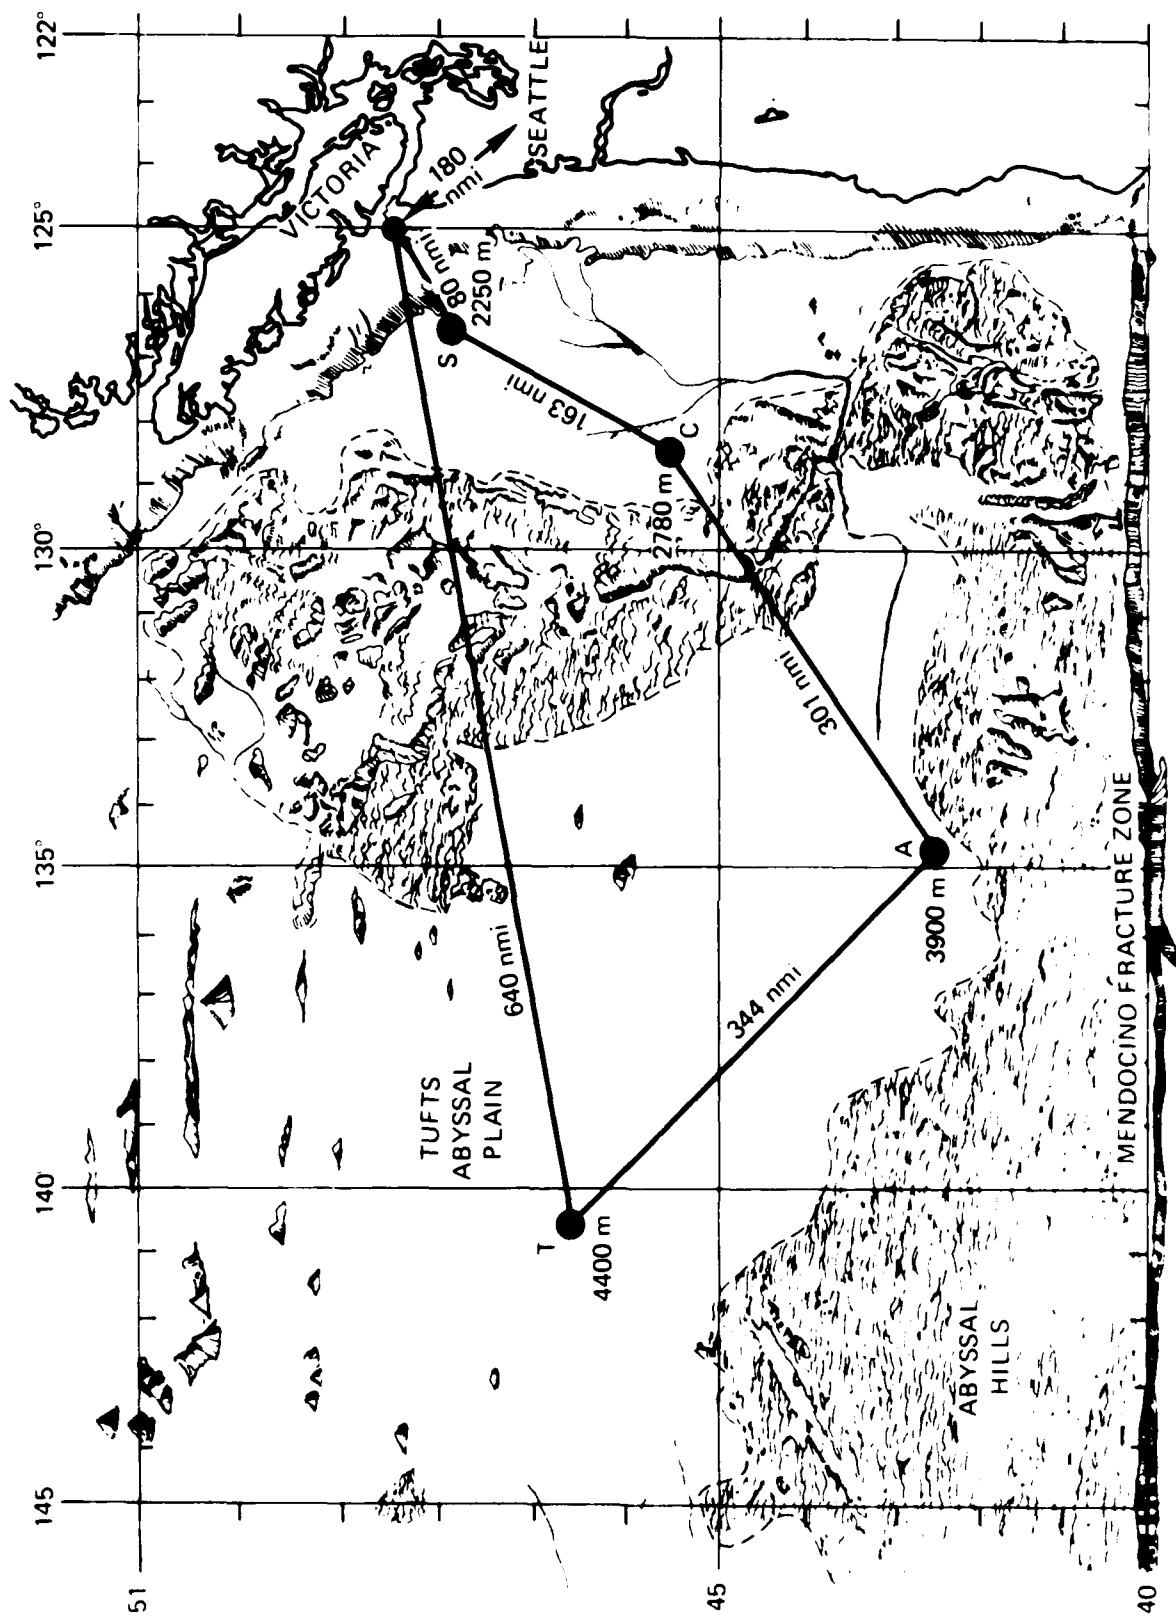 122°
125°
130°
135°
140
145
51
45
40
VICTORIA
SEATTLE
180
nmi
80 nmi
2250 m
S
163 nmi
C
2780 m
301 nmi
A
3900 m
344 nmi
640 nmi
T
4400 m
TUFTS
ABYSSAL
PLAIN
ABYSSAL
HILLS
MENDOCINO FRACTURE ZONE